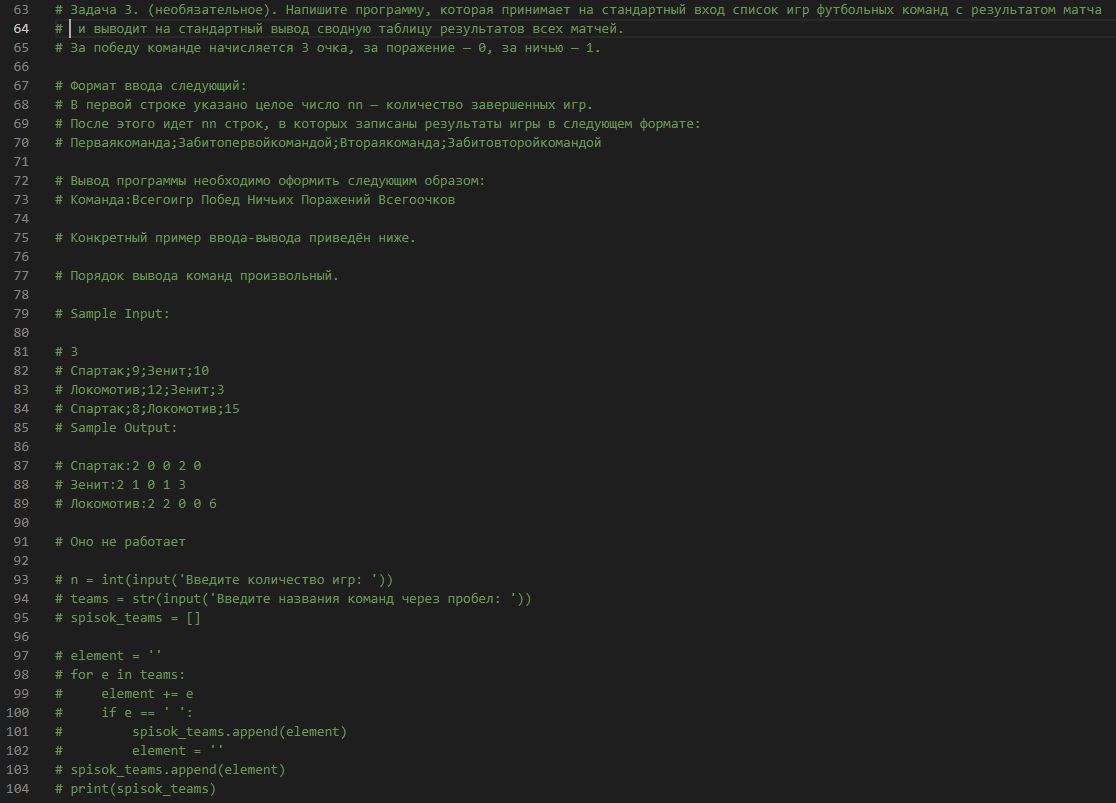 63 # Задача 3. (необязательное). Напишите программу, которая принимает на стандартный вход список игр футбольных команд с результатом матча
64 # и выводит на стандартный вывод сводную таблицу результатов всех матчей.
65 # За победу команде начисляется 3 очка, за поражение — 0, за ничью — 1.
66
67 # Формат ввода следующий:
68 # В первой строке указано целое число nn — количество завершенных игр.
69 # После этого идет nn строк, в которых записаны результаты игры в следующем формате:
70 # Перваякоманда;Забитопервойкомандой;Втораякоманда;Забитовторойкомандой
71
72 # Вывод программы необходимо оформить следующим образом:
73 # Команда:Всегоигр Побед Ничьих Поражений Всегоочков
74
75 # Конкретный пример ввода-вывода приведён ниже.
76
77 # Порядок вывода команд произвольный.
78
79 # Sample Input:
80
81 # 3
82 # Спартак;9;Зенит;10
83 # Локомотив;12;Зенит;3
84 # Спартак;8;Локомотив;15
85 # Sample Output:
86
87 # Спартак:2 0 0 2 0
88 # Зенит:2 1 0 1 3
89 # Локомотив:2 2 0 0 6
90
91 # Оно не работает
92
93 # n = int(input('Введите количество игр: '))
94 # teams = str(input('Введите названия команд через пробел: '))
95 # spisok_teams = []
96
97 # element = ''
98 # for e in teams:
99 #     element += e
100 #     if e == ' ':
101 #         spisok_teams.append(element)
102 #         element = ''
103 # spisok_teams.append(element)
104 # print(spisok_teams)